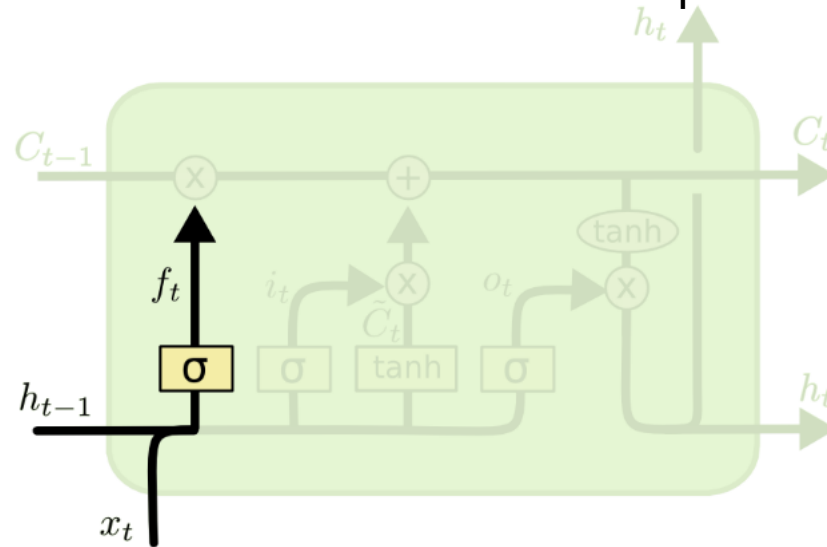 h_t
C_{t-1}
C_t
x
+
tanh
f_t
i_t
x
o_t
x
C̃_t
σ
σ
tanh
σ
h_{t-1}
h_t
x_t